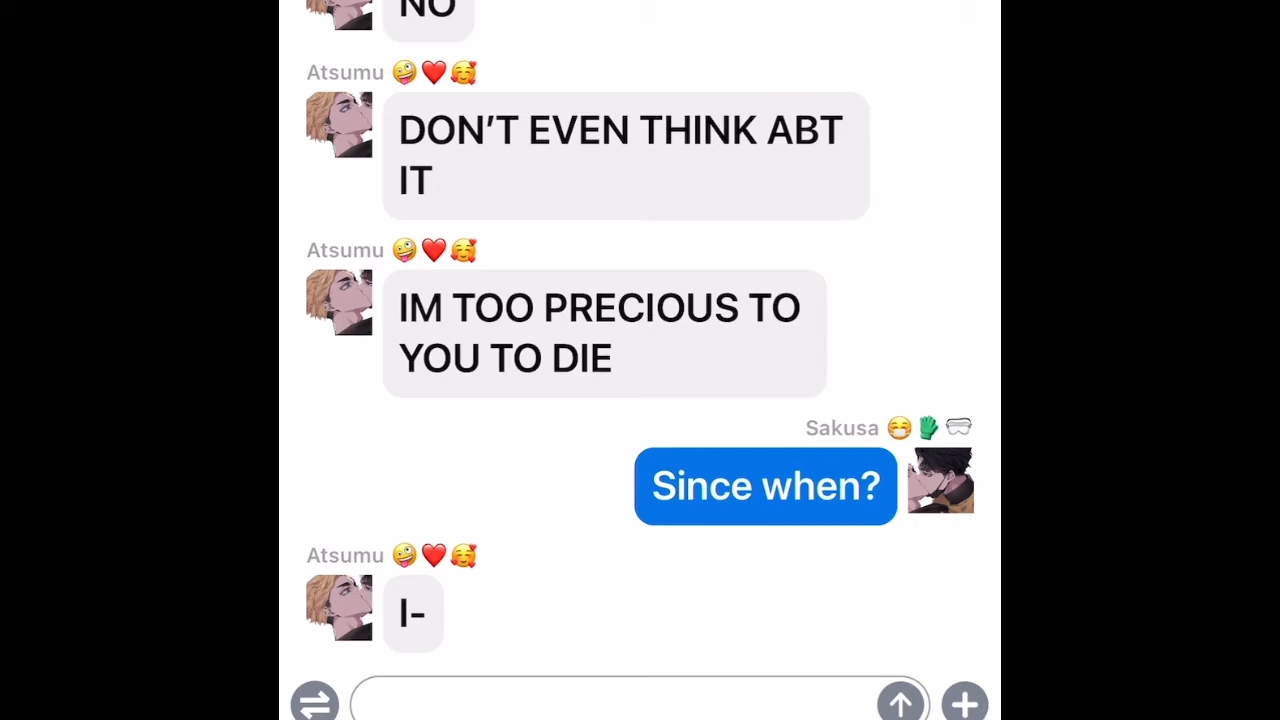 NO
Atsumu 🤪❤️🥰
DON'T EVEN THINK ABT
IT
Atsumu 🤪❤️🥰
IM TOO PRECIOUS TO
YOU TO DIE
Sakusa 😷🧤🥽
Since when?
Atsumu 🤪❤️🥰
I-